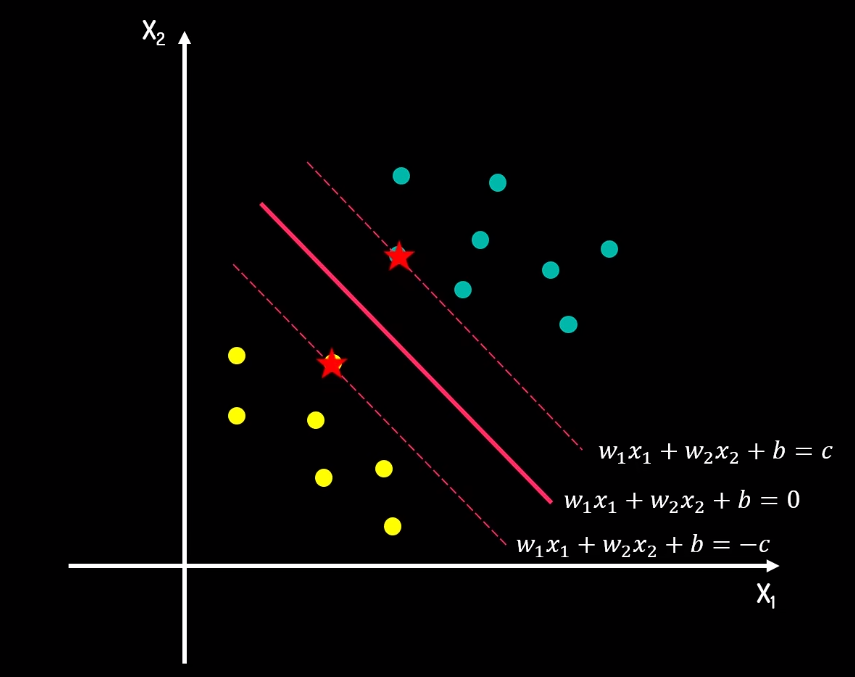 X₂
w₁x₁ + w₂x₂ + b = c
w₁x₁ + w₂x₂ + b = 0
w₁x₁ + w₂x₂ + b = −c
X₁